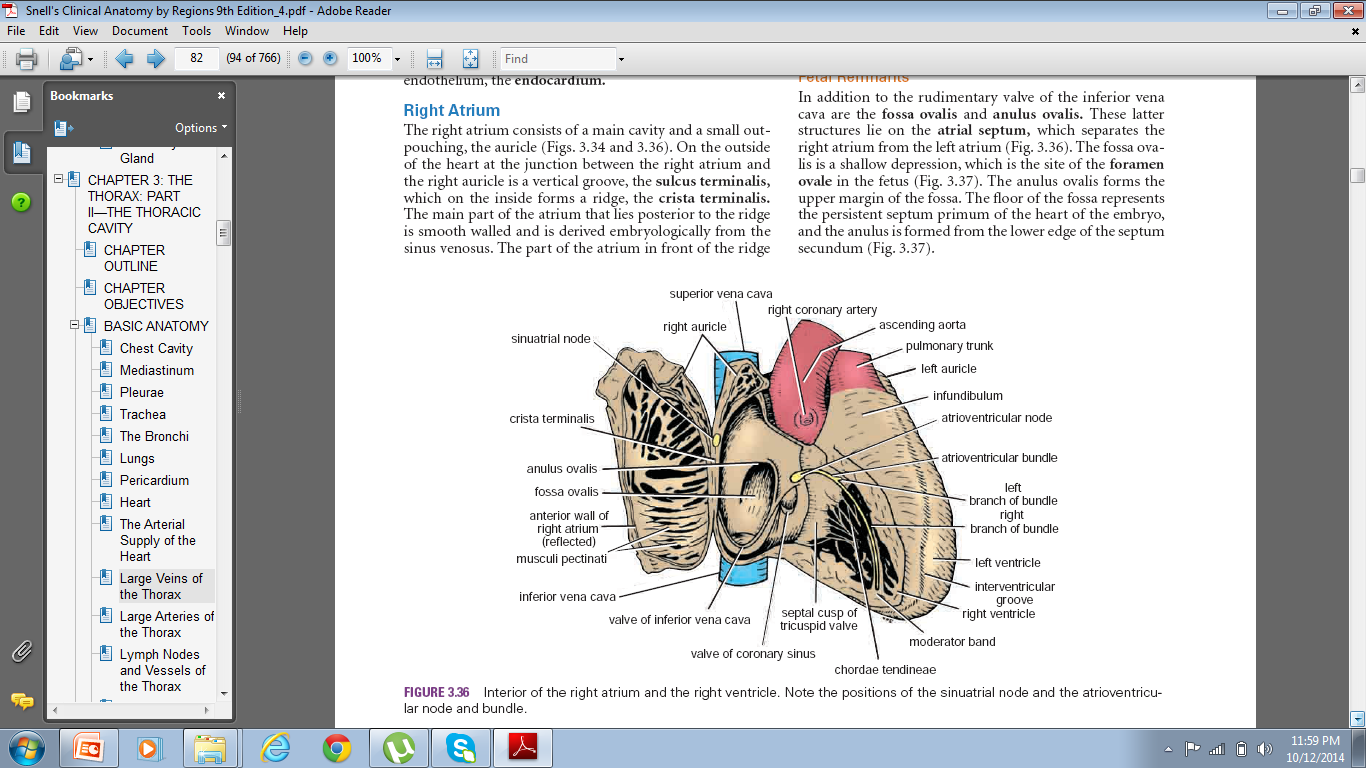 Snell's Clinical Anatomy by Regions 9th Edition_4.pdf - Adobe Reader
File Edit View Document Tools Window Help
82 (94 of 766) 100% Find
Bookmarks
Options
Gland
CHAPTER 3: THE
THORAX: PART
II—THE THORACIC
CAVITY
CHAPTER
OUTLINE
CHAPTER
OBJECTIVES
BASIC ANATOMY
Chest Cavity
Mediastinum
Pleurae
Trachea
The Bronchi
Lungs
Pericardium
Heart
The Arterial
Supply of the
Heart
Large Veins of
the Thorax
Large Arteries of
the Thorax
Lymph Nodes
and Vessels of
the Thorax
endothelium, the endocardium.
Right Atrium
The right atrium consists of a main cavity and a small out-
pouching, the auricle (Figs. 3.34 and 3.36). On the outside
of the heart at the junction between the right atrium and
the right auricle is a vertical groove, the sulcus terminalis,
which on the inside forms a ridge, the crista terminalis.
The main part of the atrium that lies posterior to the ridge
is smooth walled and is derived embryologically from the
sinus venosus. The part of the atrium in front of the ridge
Fetal Remnants
In addition to the rudimentary valve of the inferior vena
cava are the fossa ovalis and anulus ovalis. These latter
structures lie on the atrial septum, which separates the
right atrium from the left atrium (Fig. 3.36). The fossa ova-
lis is a shallow depression, which is the site of the foramen
ovale in the fetus (Fig. 3.37). The anulus ovalis forms the
upper margin of the fossa. The floor of the fossa represents
the persistent septum primum of the heart of the embryo,
and the anulus is formed from the lower edge of the septum
secundum (Fig. 3.37).
superior vena cava
right coronary artery
right auricle
ascending aorta
sinuatrial node
pulmonary trunk
left auricle
infundibulum
crista terminalis
atrioventricular node
atrioventricular bundle
anulus ovalis
fossa ovalis
left
branch of bundle
right
branch of bundle
anterior wall of
right atrium
(reflected)
musculi pectinati
left ventricle
interventricular
groove
inferior vena cava
right ventricle
valve of inferior vena cava
septal cusp of
tricuspid valve
moderator band
valve of coronary sinus
chordae tendineae
FIGURE 3.36 Interior of the right atrium and the right ventricle. Note the positions of the sinuatrial node and the atrioventricu-
lar node and bundle.
11:59 PM
10/12/2014